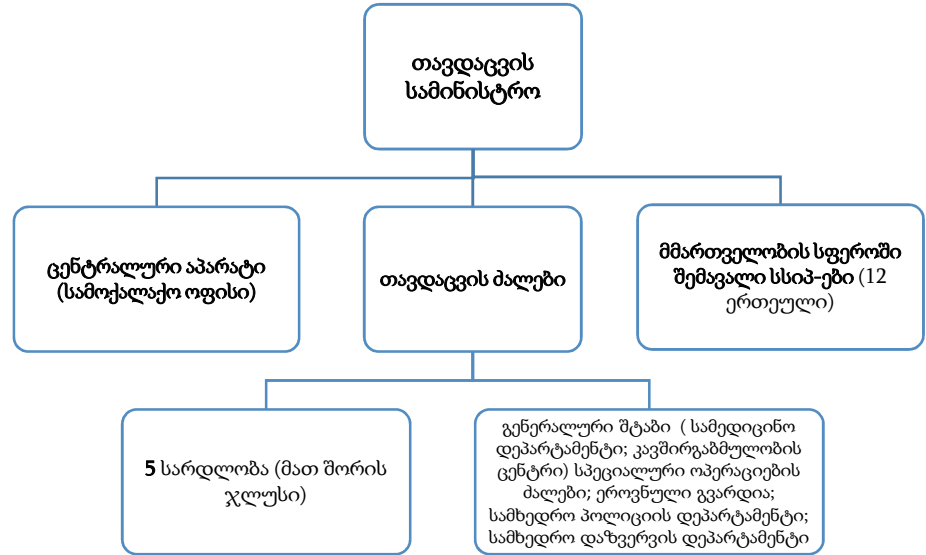 თავდაცვის
სამინისტრო
ცენტრალური აპარატი
(სამოქალაქო ოფისი)
თავდაცვის ძალები
მმართველობის სფეროში
შემავალი სსიპ-ები (12
ერთეული)
5 სარდლობა (მათ შორის
ჯლუსი)
გენერალური შტაბი ( სამედიცინო
დეპარტამენტი; კავშირგაბმულობის
ცენტრი) სპეციალური ოპერაციების
ძალები; ეროვნული გვარდია;
სამხედრო პოლიციის დეპარტამენტი;
სამხედრო დაზვერვის დეპარტამენტი